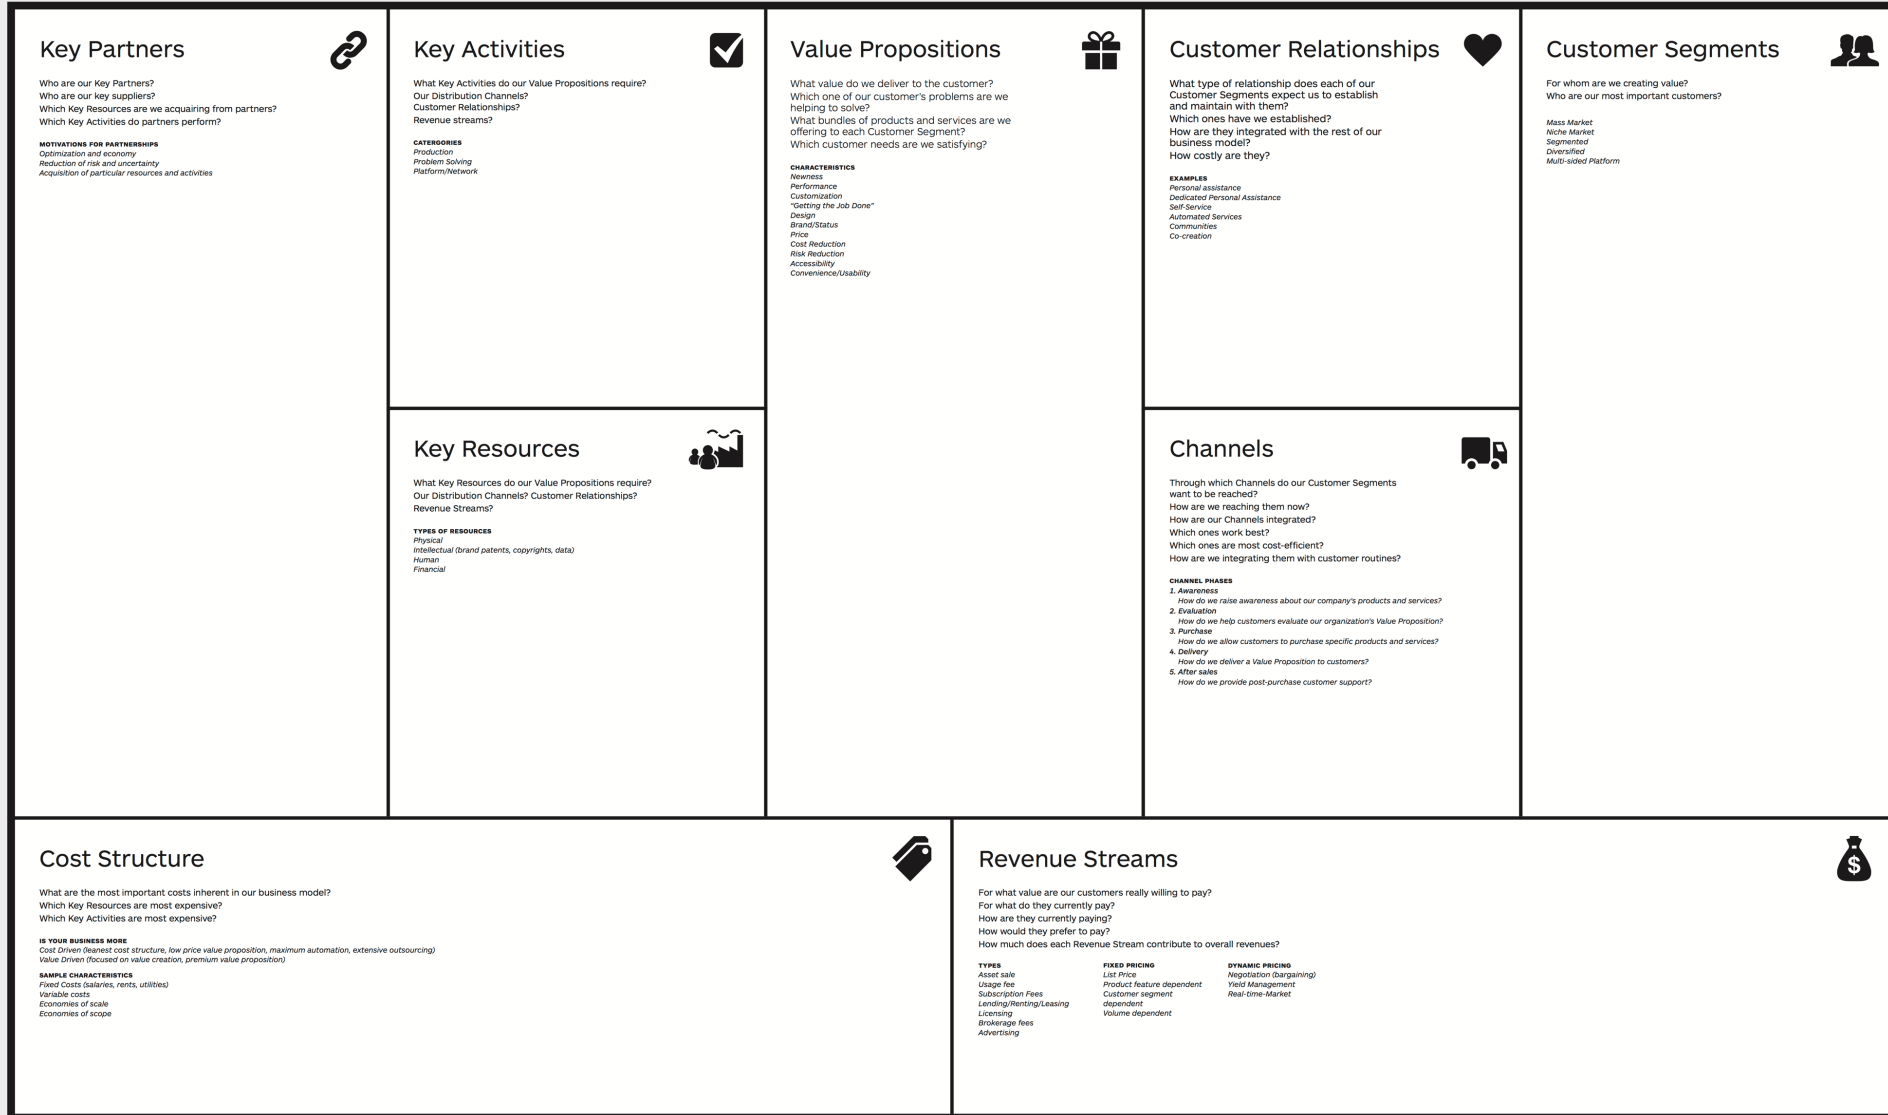 Key Partners
Who are our Key Partners?
Who are our key suppliers?
Which Key Resources are we acquairing from partners?
Which Key Activities do partners perform?
MOTIVATIONS FOR PARTNERSHIPS
Optimization and economy
Reduction of risk and uncertainty
Acquisition of particular resources and activities
Key Activities
What Key Activities do our Value Propositions require?
Our Distribution Channels?
Customer Relationships?
Revenue streams?
CATERGORIES
Production
Problem Solving
Platform/Network
Key Resources
What Key Resources do our Value Propositions require?
Our Distribution Channels? Customer Relationships?
Revenue Streams?
TYPES OF RESOURCES
Physical
Intellectual (brand patents, copyrights, data)
Human
Financial
Value Propositions
What value do we deliver to the customer?
Which one of our customer's problems are we
helping to solve?
What bundles of products and services are we
offering to each Customer Segment?
Which customer needs are we satisfying?
CHARACTERISTICS
Newness
Performance
Customization
"Getting the Job Done"
Design
Brand/Status
Price
Cost Reduction
Risk Reduction
Accessibility
Convenience/Usability
Customer Relationships
What type of relationship does each of our
Customer Segments expect us to establish
and maintain with them?
Which ones have we established?
How are they integrated with the rest of our
business model?
How costly are they?
EXAMPLES
Personal assistance
Dedicated Personal Assistance
Self-Service
Automated Services
Communities
Co-creation
Channels
Through which Channels do our Customer Segments
want to be reached?
How are we reaching them now?
How are our Channels integrated?
Which ones work best?
Which ones are most cost-efficient?
How are we integrating them with customer routines?
CHANNEL PHASES
1. Awareness
How do we raise awareness about our company's products and services?
2. Evaluation
How do we help customers evaluate our organization's Value Proposition?
3. Purchase
How do we allow customers to purchase specific products and services?
4. Delivery
How do we deliver a Value Proposition to customers?
5. After sales
How do we provide post-purchase customer support?
Customer Segments
For whom are we creating value?
Who are our most important customers?
Mass Market
Niche Market
Segmented
Diversified
Multi-sided Platform
Cost Structure
What are the most important costs inherent in our business model?
Which Key Resources are most expensive?
Which Key Activities are most expensive?
IS YOUR BUSINESS MORE
Cost Driven (leanest cost structure, low price value proposition, maximum automation, extensive outsourcing)
Value Driven (focused on value creation, premium value proposition)
SAMPLE CHARACTERISTICS
Fixed Costs (salaries, rents, utilities)
Variable costs
Economies of scale
Economies of scope
Revenue Streams
For what value are our customers really willing to pay?
For what do they currently pay?
How are they currently paying?
How would they prefer to pay?
How much does each Revenue Stream contribute to overall revenues?
TYPES
Asset sale
Usage fee
Subscription Fees
Lending/Renting/Leasing
Licensing
Brokerage fees
Advertising
FIXED PRICING
List Price
Product feature dependent
Customer segment
dependent
Volume dependent
DYNAMIC PRICING
Negotiation (bargaining)
Yield Management
Real-time-Market
$